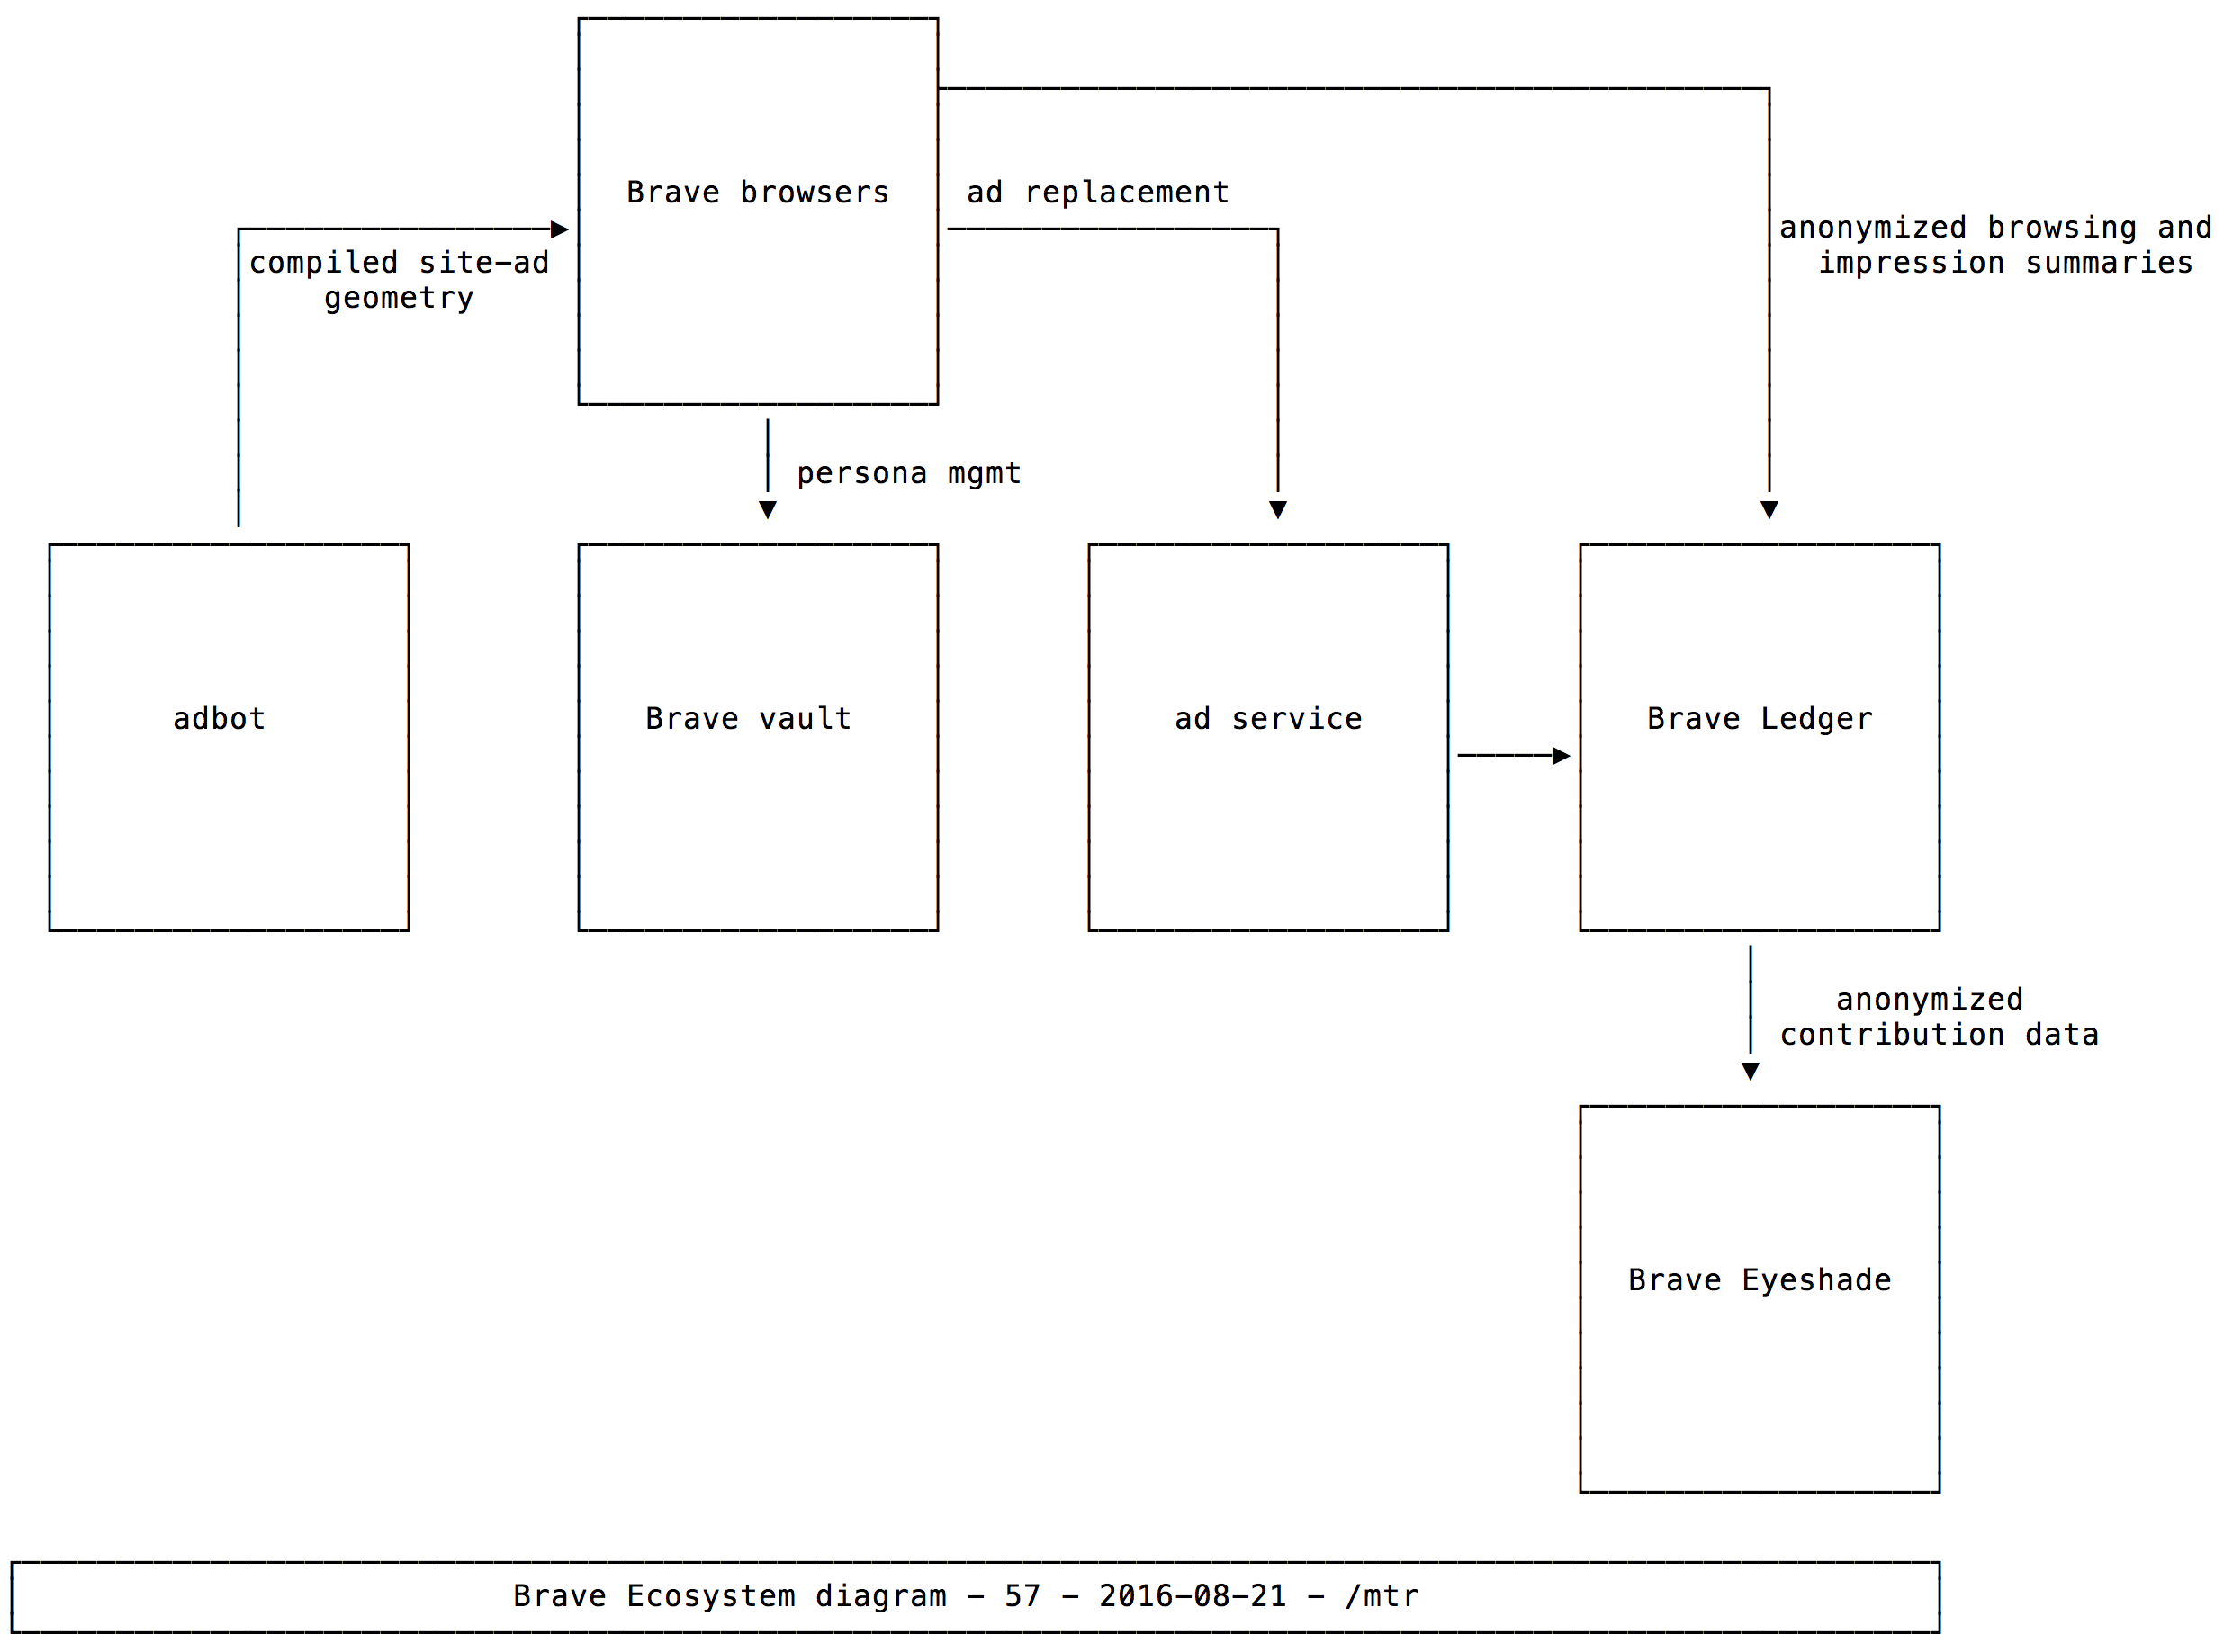 Brave browsers
ad replacement
anonymized browsing and
impression summaries
compiled site-ad
geometry
persona mgmt
adbot
Brave vault
ad service
Brave Ledger
anonymized
contribution data
Brave Eyeshade
Brave Ecosystem diagram - 57 - 2016-08-21 - /mtr